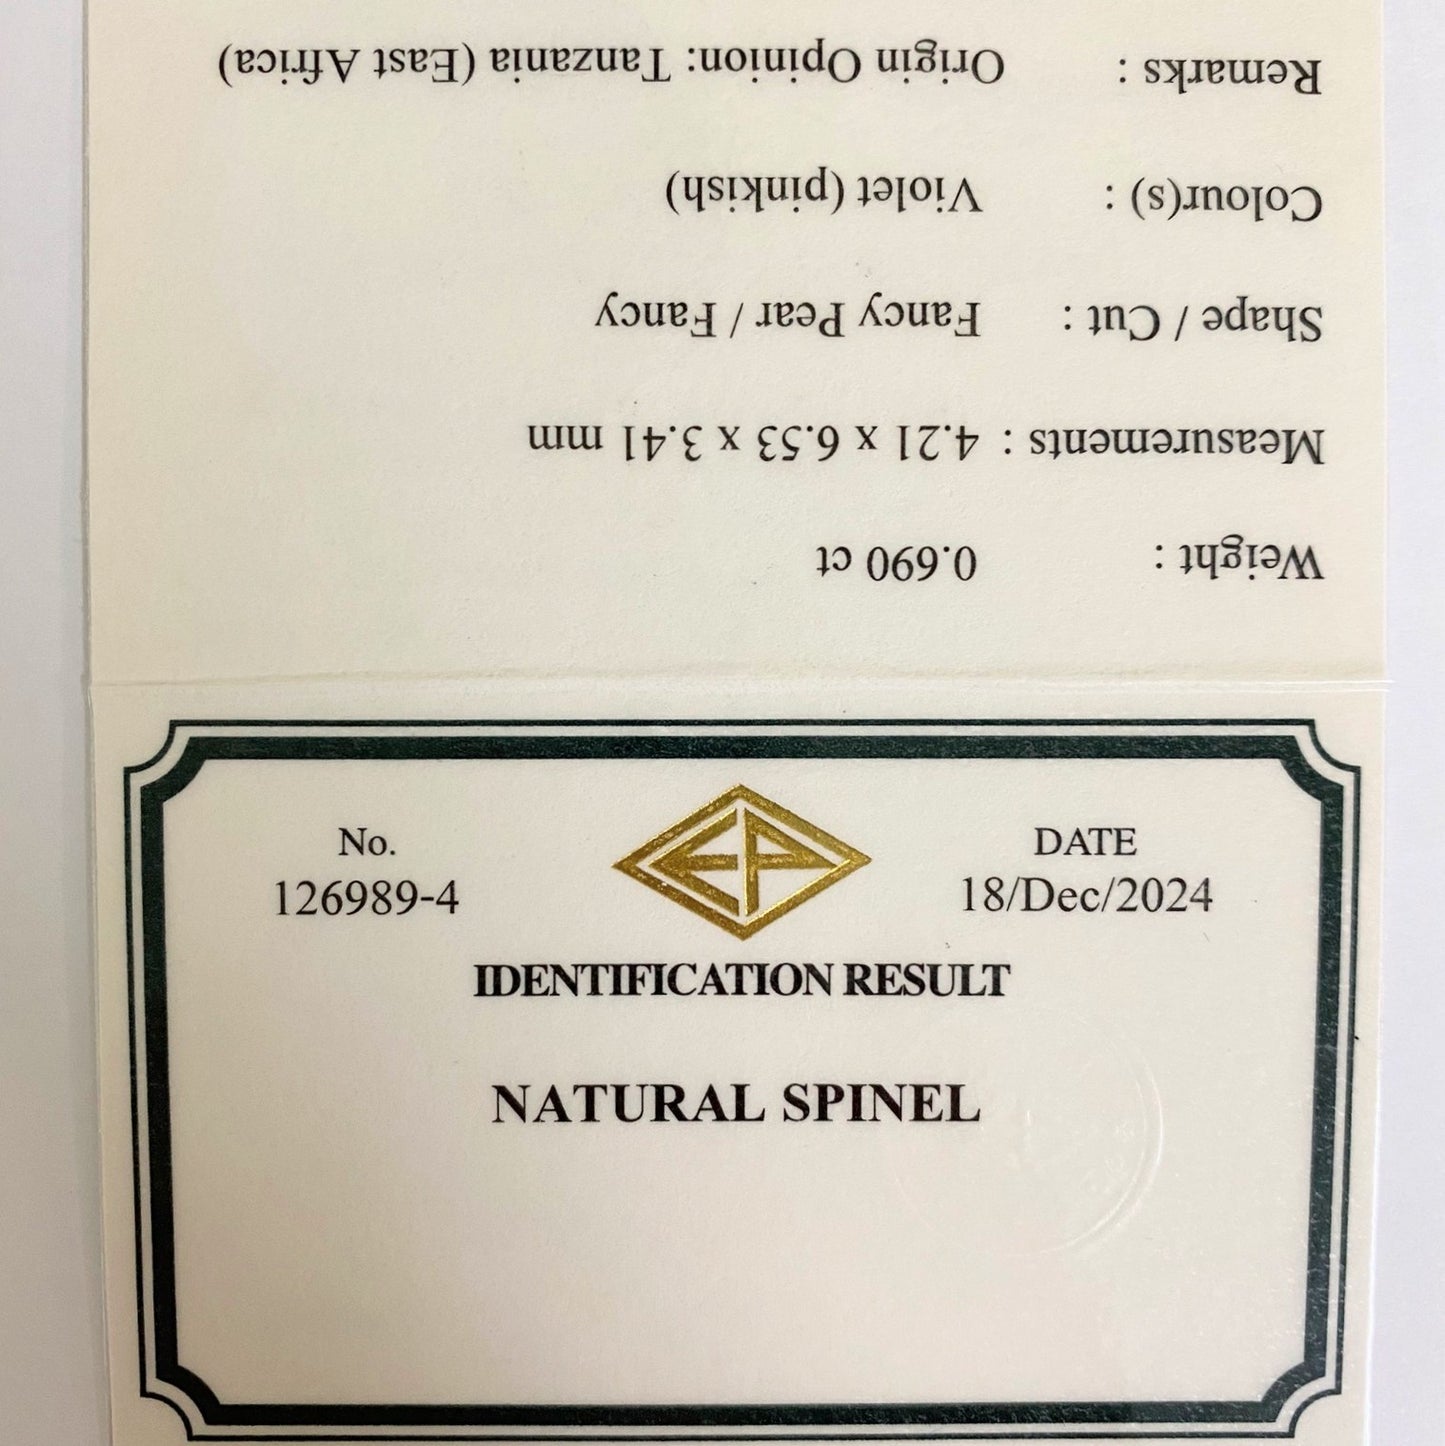 Weight : 0.690 ct
Measurements : 4.21 x 6.53 x 3.41 mm
Shape / Cut : Fancy Pear / Fancy
Colour(s) : Violet (pinkish)
Remarks : Origin Opinion: Tanzania (East Africa)
No.
126989-4
EP
DATE
18/Dec/2024
IDENTIFICATION RESULT
NATURAL SPINEL